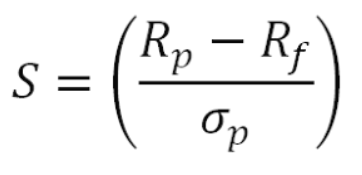 S = (R_p − R_f / σ_p)